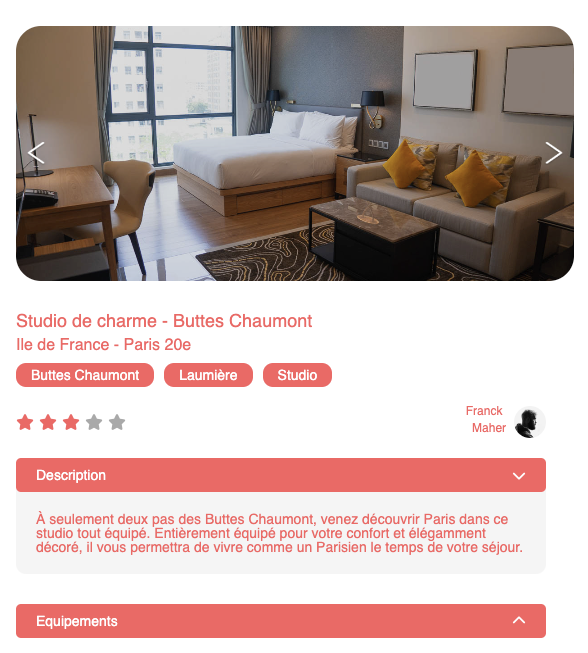 Studio de charme - Buttes Chaumont
Ile de France - Paris 20e
Buttes Chaumont
Laumière
Studio
Franck
Maher
Description
À seulement deux pas des Buttes Chaumont, venez découvrir Paris dans ce
studio tout équipé. Entièrement équipé pour votre confort et élégamment
décoré, il vous permettra de vivre comme un Parisien le temps de votre séjour.
Equipements